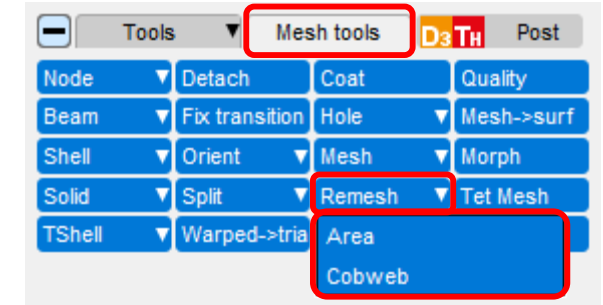 Tools ▼ Mesh tools D3 TH Post
Node ▼ Detach Coat Quality
Beam ▼ Fix transition Hole ▼ Mesh->surf
Shell ▼ Orient ▼ Mesh ▼ Morph
Solid ▼ Split ▼ Remesh ▼ Tet Mesh
TShell ▼ Warped->tria Area
Cobweb